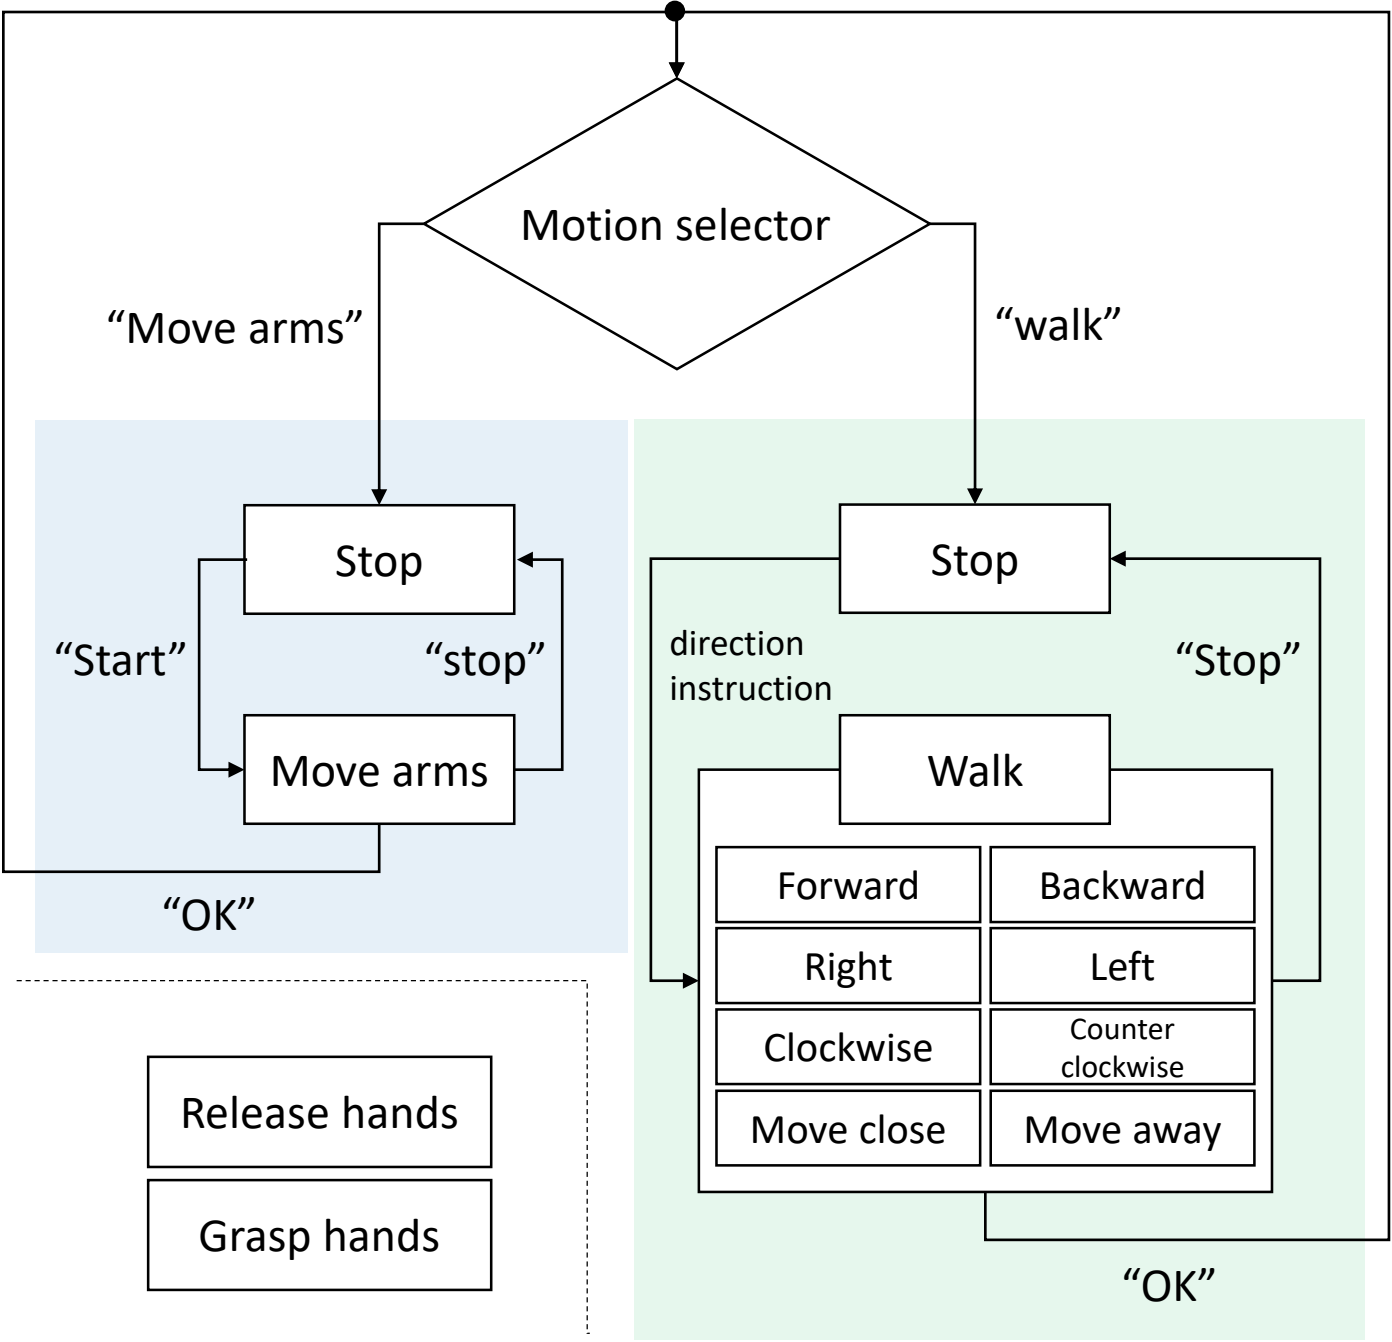 Motion selector
“Move arms”
“walk”
Stop
Stop
“Start”
“stop”
direction
instruction
“Stop”
Move arms
Walk
Forward
Backward
“OK”
Right
Left
Clockwise
Counter
clockwise
Move close
Move away
Release hands
Grasp hands
“OK”